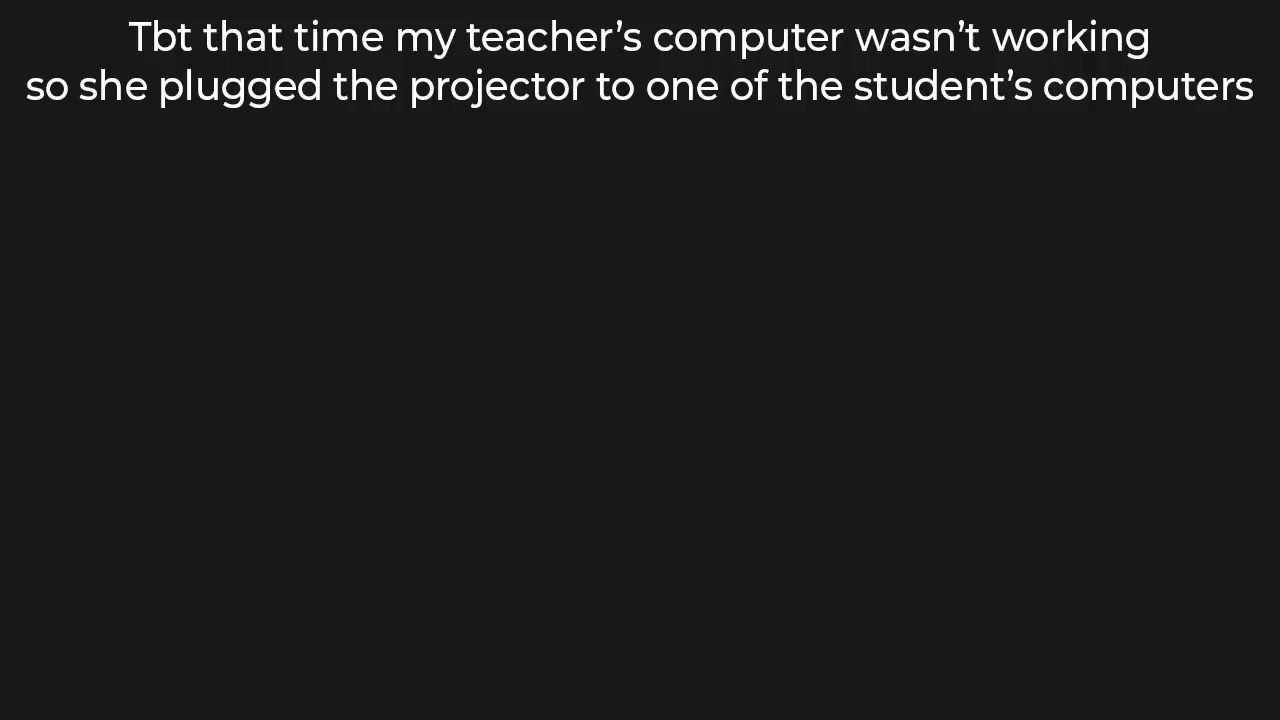 Tbt that time my teacher’s computer wasn’t working
so she plugged the projector to one of the student’s computers